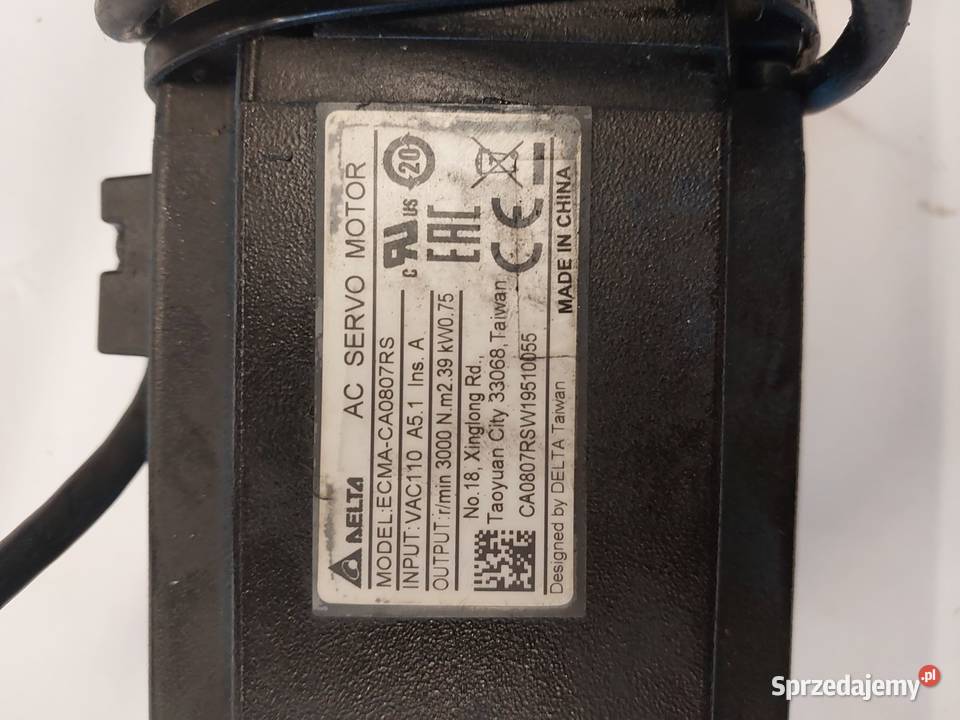 DELTA
AC SERVO MOTOR
MODEL:ECMA-CA0807RS
INPUT:VAC110 A5.1 Ins. A
OUTPUT:r/min 3000 N.m2.39 kW0.75
c RU us
20
EAC
CE
No.18, Xinglong Rd.,
Taoyuan City 33068,Taiwan
CA0807RSW19510055
Designed by DELTA Taiwan
MADE IN CHINA
Sprzedajemy.pl